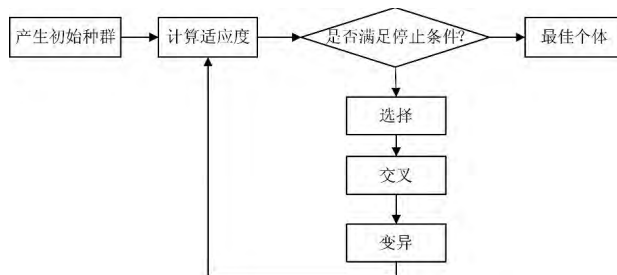 产生初始种群
计算适应度
是否满足停止条件?
最佳个体
选择
交叉
变异